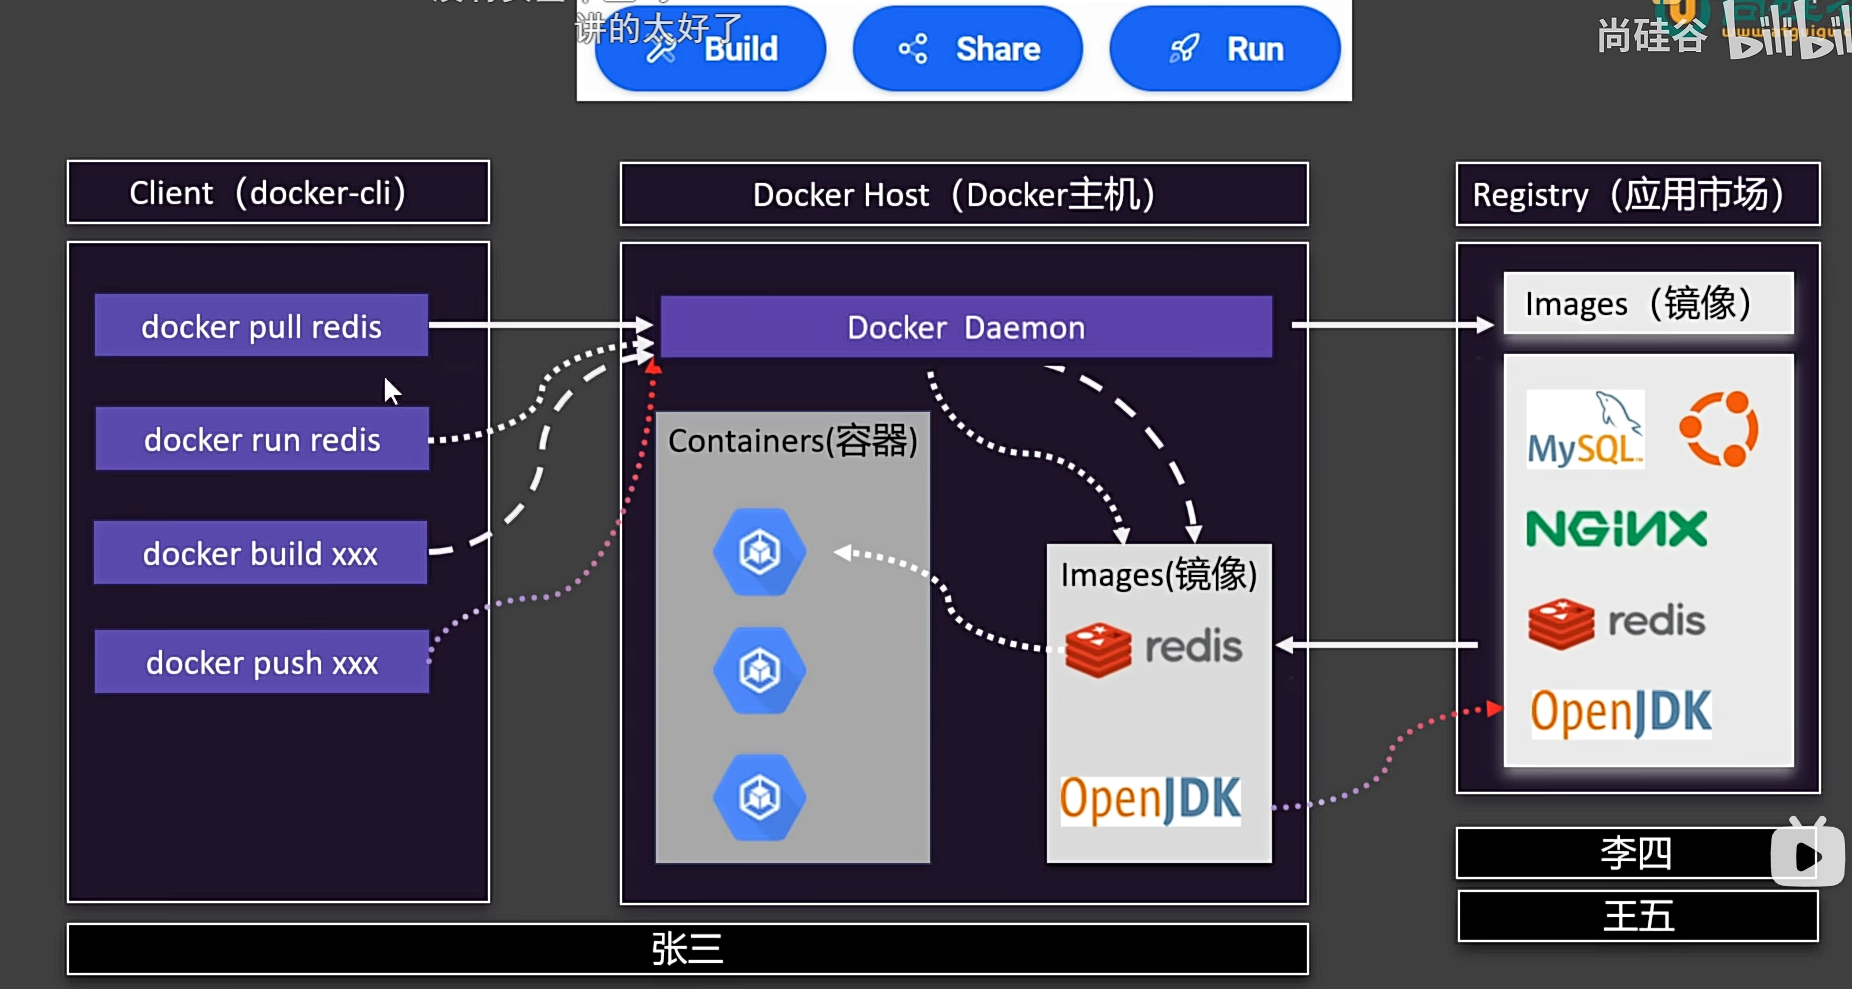 讲的太好了
Build
Share
Run
尚硅谷
bilibili
Client（docker-cli）
Docker Host（Docker主机）
Registry（应用市场）
docker pull redis
docker run redis
docker build xxx
docker push xxx
Docker Daemon
Containers(容器)
Images(镜像)
redis
OpenJDK
Images（镜像）
MySQL
NGINX
redis
OpenJDK
张三
李四
王五